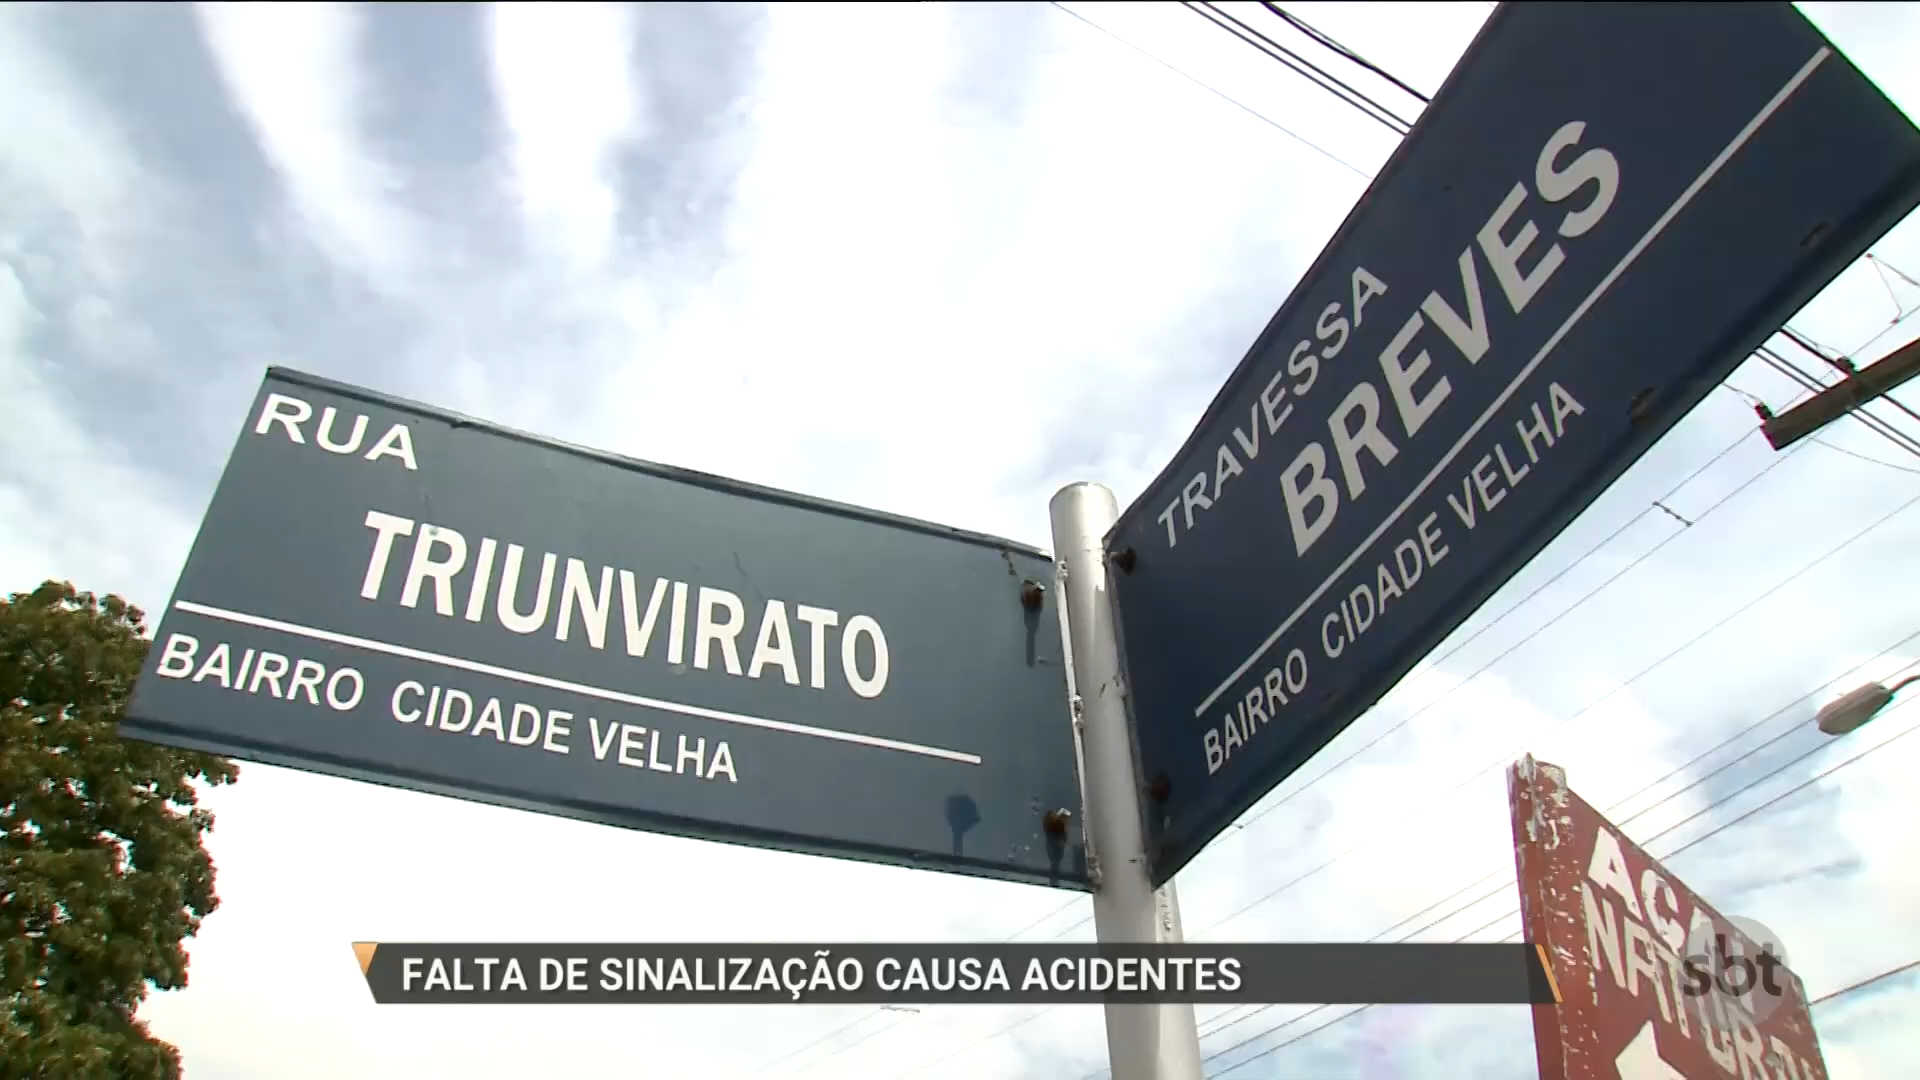 RUA
TRIUNVIRATO
BAIRRO CIDADE VELHA
TRAVESSA
BREVES
BAIRRO CIDADE VELHA
FALTA DE SINALIZAÇÃO CAUSA ACIDENTES
sbt